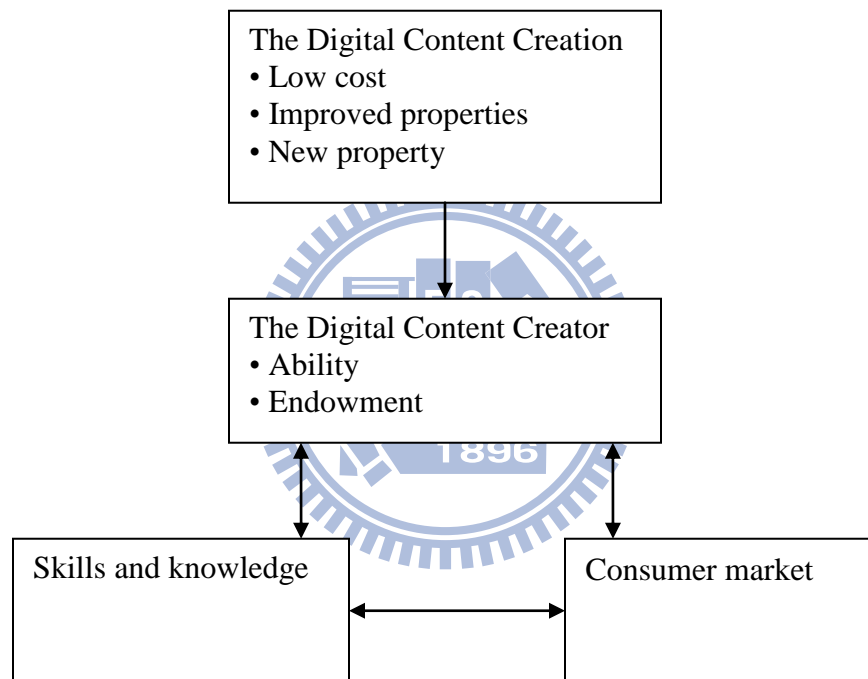 The Digital Content Creation
• Low cost
• Improved properties
• New property
The Digital Content Creator
• Ability
• Endowment
1896
Skills and knowledge
Consumer market